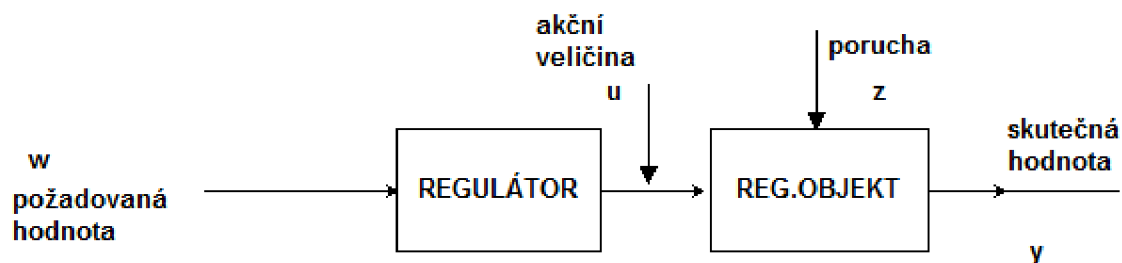 akční
veličina
u
porucha
z
skutečná
hodnota
w
požadovaná
hodnota
REGULÁTOR
REG.OBJEKT
y